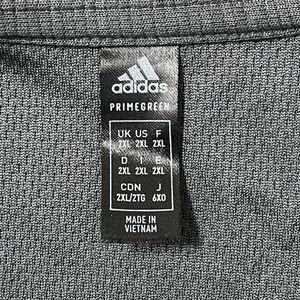 adidas
PRIMEGREEN
UK US F
2XL 2XL 2XL
D I E
2XL 2XL 2XL
CDN J
2XL/2TG 6XO
MADE IN
VIETNAM